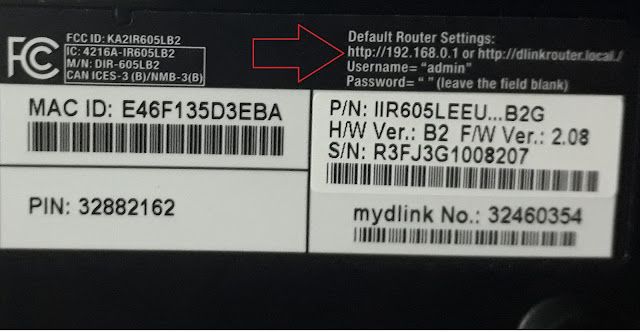 FC
FCC ID: KA2IR605LB2
IC: 4216A-IR605LB2
M/N: DIR-605LB2
CAN ICES-3 (B)/NMB-3(B)
Default Router Settings:
http://192.168.0.1 or http://dlinkrouter.local./
Username= “admin”
Password= “ ” (leave the field blank)
MAC ID: E46F135D3EBA
PIN: 32882162
P/N: IIR605LEEU...B2G
H/W Ver.: B2 F/W Ver.: 2.08
S/N: R3FJ3G1008207
mydlink No.: 32460354